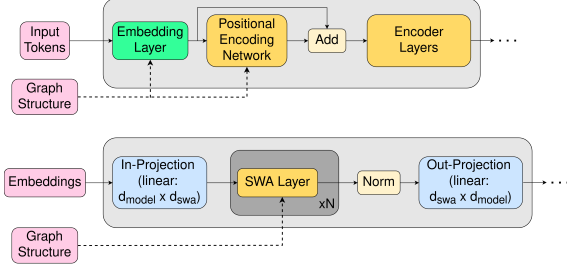 Input
Tokens
Embedding
Layer
Positional
Encoding
Network
Add
Encoder
Layers
...
Graph
Structure
Embeddings
In-Projection
(linear:
d_model x d_swa)
SWA Layer
xN
Norm
Out-Projection
(linear:
d_swa x d_model)
...
Graph
Structure